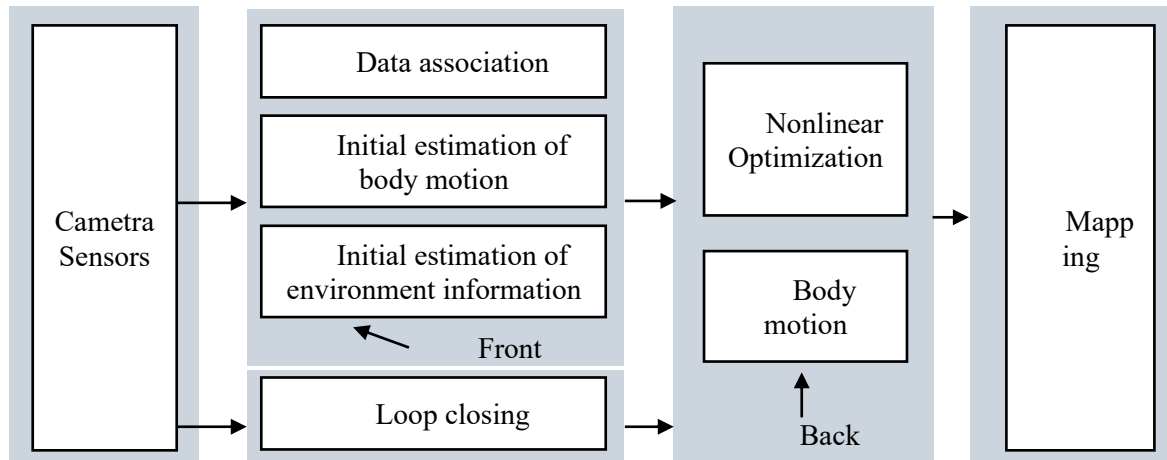 Cametra
Sensors
Data association
Initial estimation of
body motion
Initial estimation of
environment information
Front
Loop closing
Nonlinear
Optimization
Body
motion
Back
Mapp
ing